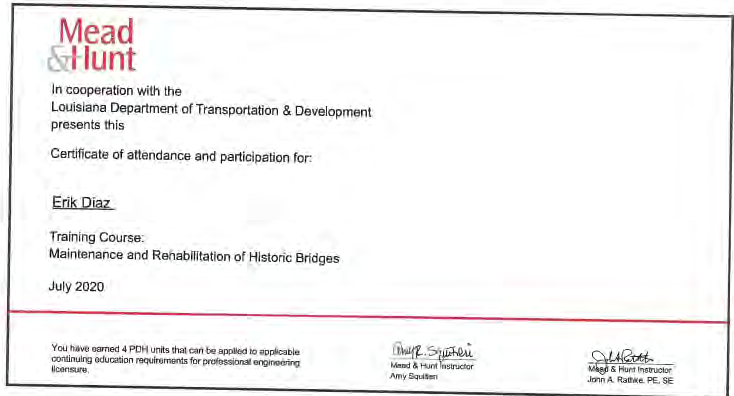 Mead
&Hunt
In cooperation with the
Louisiana Department of Transportation & Development
presents this
Certificate of attendance and participation for:
Erik Diaz
Training Course:
Maintenance and Rehabilitation of Historic Bridges
July 2020
You have earned 4 PDH units that can be applied to applicable
continuing education requirements for professional engineering
licensure.
Amy R. Squitieri
Mead & Hunt Instructor
Amy Squitieri
Mead & Hunt Instructor
John A. Rathke, PE, SE